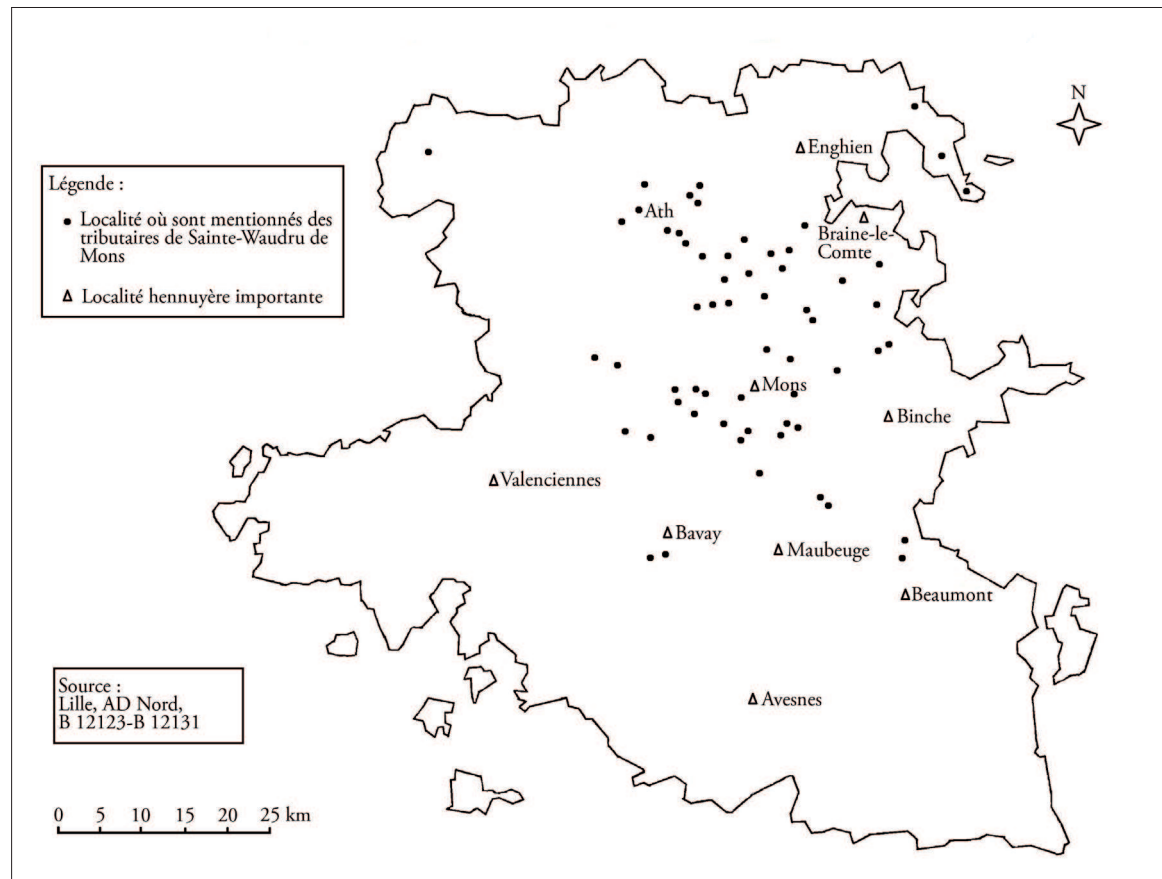 N
Enghien
Légende :
Localité où sont mentionnés des
tributaires de Sainte-Waudru de
Mons
Localité hennuyère importante
Ath
Braine-le-
Comte
Mons
Binche
Valenciennes
Bavay
Maubeuge
Beaumont
Source :
Lille, AD Nord,
B 12123-B 12131
Avesnes
0 5 10 15 20 25 km